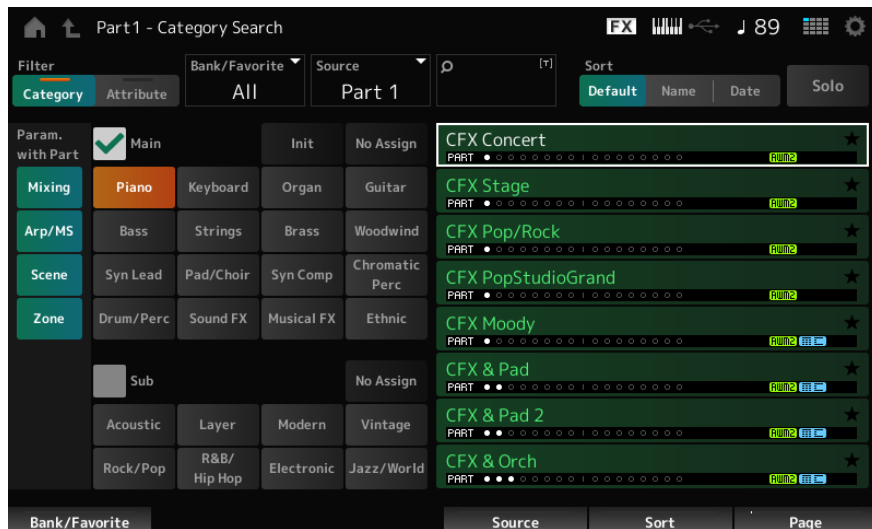 Part1 - Category Search FX ♩ 89
Filter Bank/Favorite Source [T] Sort
Category Attribute All Part 1 Default Name Date Solo
Param. with Part
Main Init No Assign
Mixing Piano Keyboard Organ Guitar
Arp/MS Bass Strings Brass Woodwind
Scene Syn Lead Pad/Choir Syn Comp Chromatic Perc
Zone Drum/Perc Sound FX Musical FX Ethnic
Sub No Assign
Acoustic Layer Modern Vintage
Rock/Pop R&B/ Hip Hop Electronic Jazz/World
CFX Concert
PART AWM2
CFX Stage
PART AWM2
CFX Pop/Rock
PART AWM2
CFX PopStudioGrand
PART AWM2
CFX Moody
PART AWM2
CFX & Pad
PART AWM2
CFX & Pad 2
PART AWM2
CFX & Orch
PART AWM2
Bank/Favorite Source Sort Page